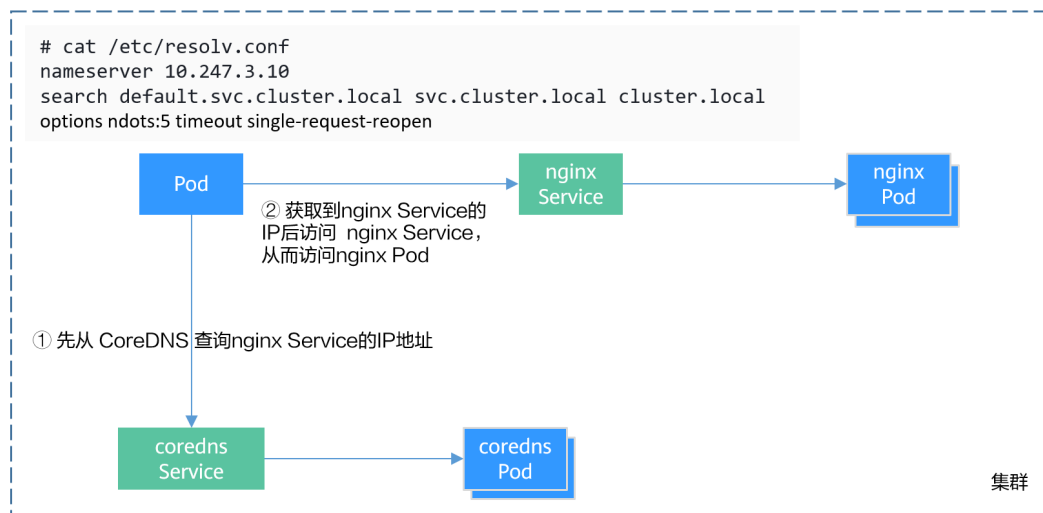 # cat /etc/resolv.conf
nameserver 10.247.3.10
search default.svc.cluster.local svc.cluster.local cluster.local
options ndots:5 timeout single-request-reopen
Pod
nginx
Service
nginx
Pod
② 获取到nginx Service的
IP后访问 nginx Service，
从而访问nginx Pod
① 先从 CoreDNS 查询nginx Service的IP地址
coredns
Service
coredns
Pod
集群